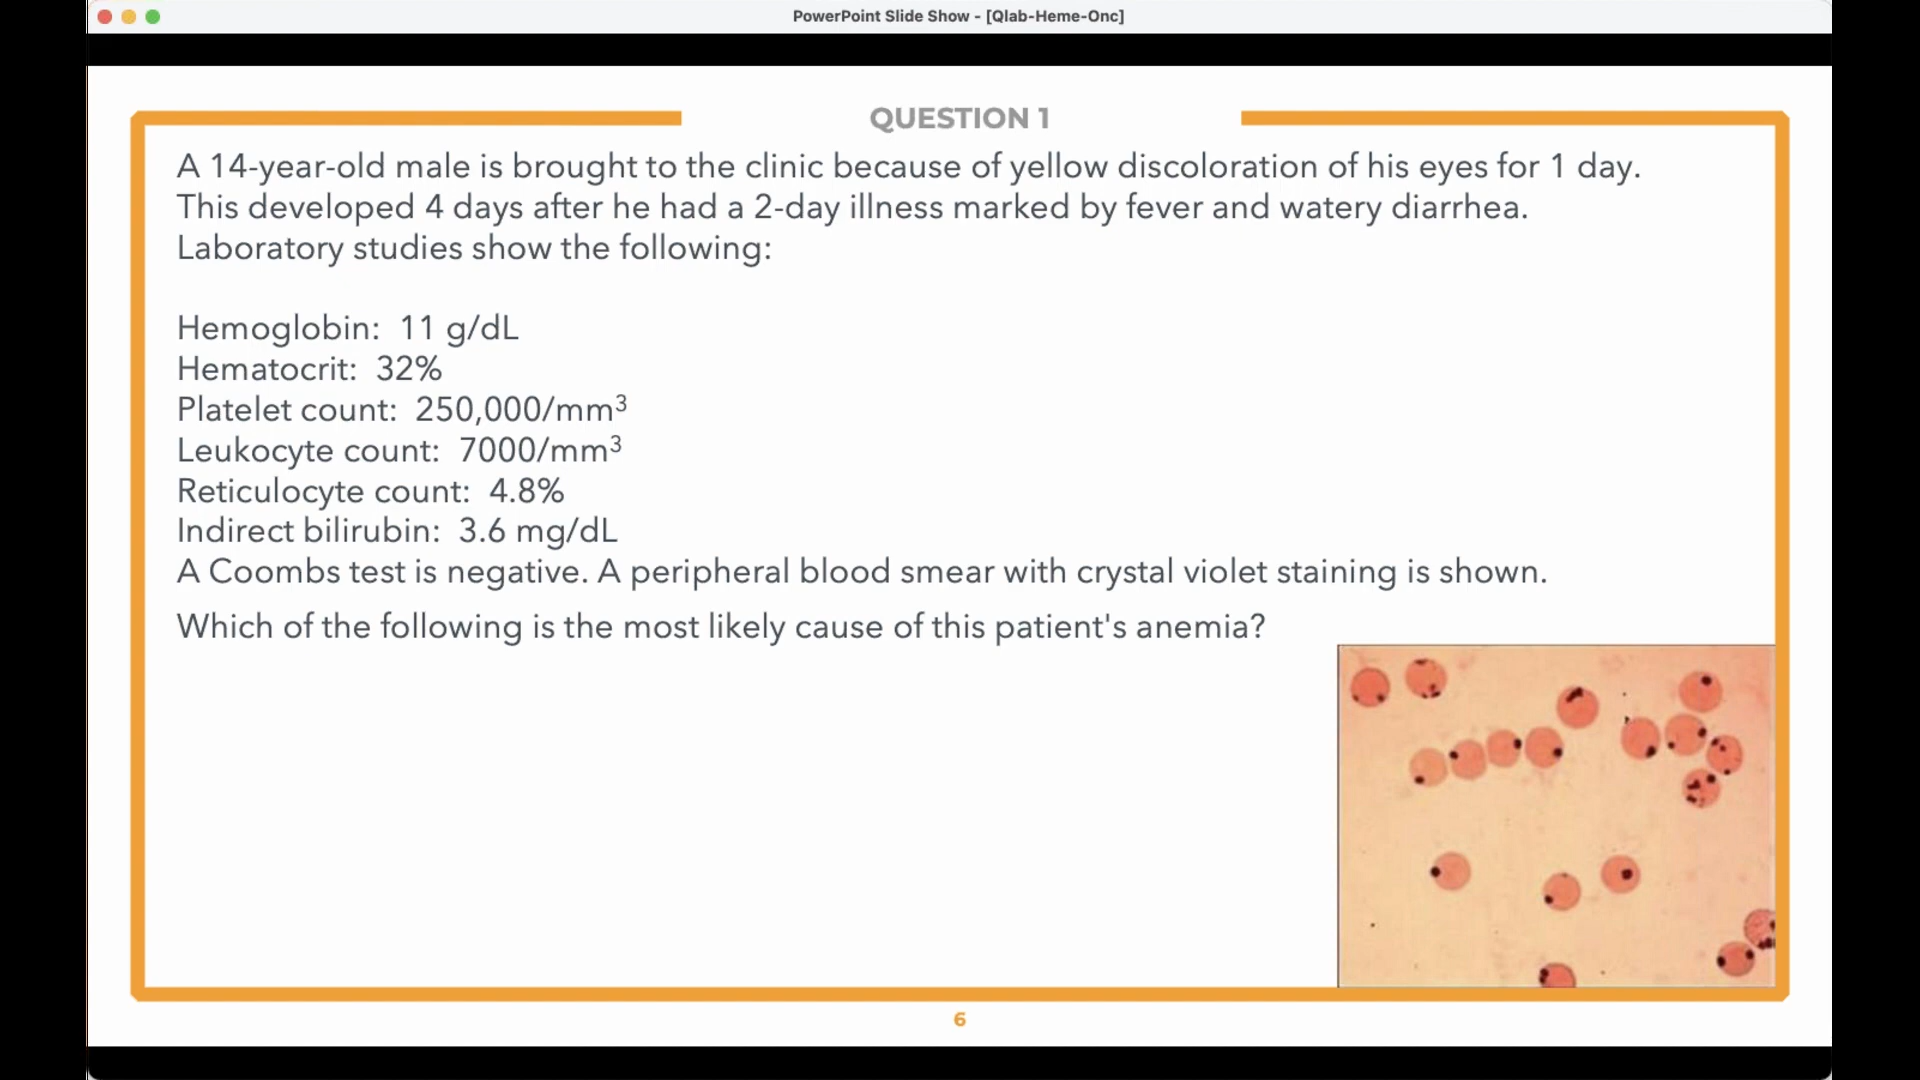 PowerPoint Slide Show - [Qlab-Heme-Onc]
QUESTION 1
A 14-year-old male is brought to the clinic because of yellow discoloration of his eyes for 1 day.
This developed 4 days after he had a 2-day illness marked by fever and watery diarrhea.
Laboratory studies show the following:
Hemoglobin: 11 g/dL
Hematocrit: 32%
Platelet count: 250,000/mm³
Leukocyte count: 7000/mm³
Reticulocyte count: 4.8%
Indirect bilirubin: 3.6 mg/dL
A Coombs test is negative. A peripheral blood smear with crystal violet staining is shown.
Which of the following is the most likely cause of this patient's anemia?
6